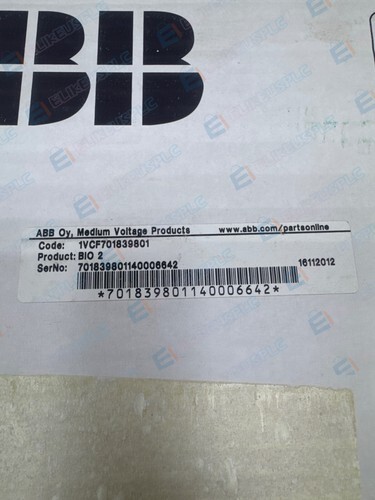 ABB
ABB Oy, Medium Voltage Products www.abb.com/partsonline
Code: 1VCF701839801
Product: BIO 2
SerNo: 701839801140006642 16112012
*701839801140006642*